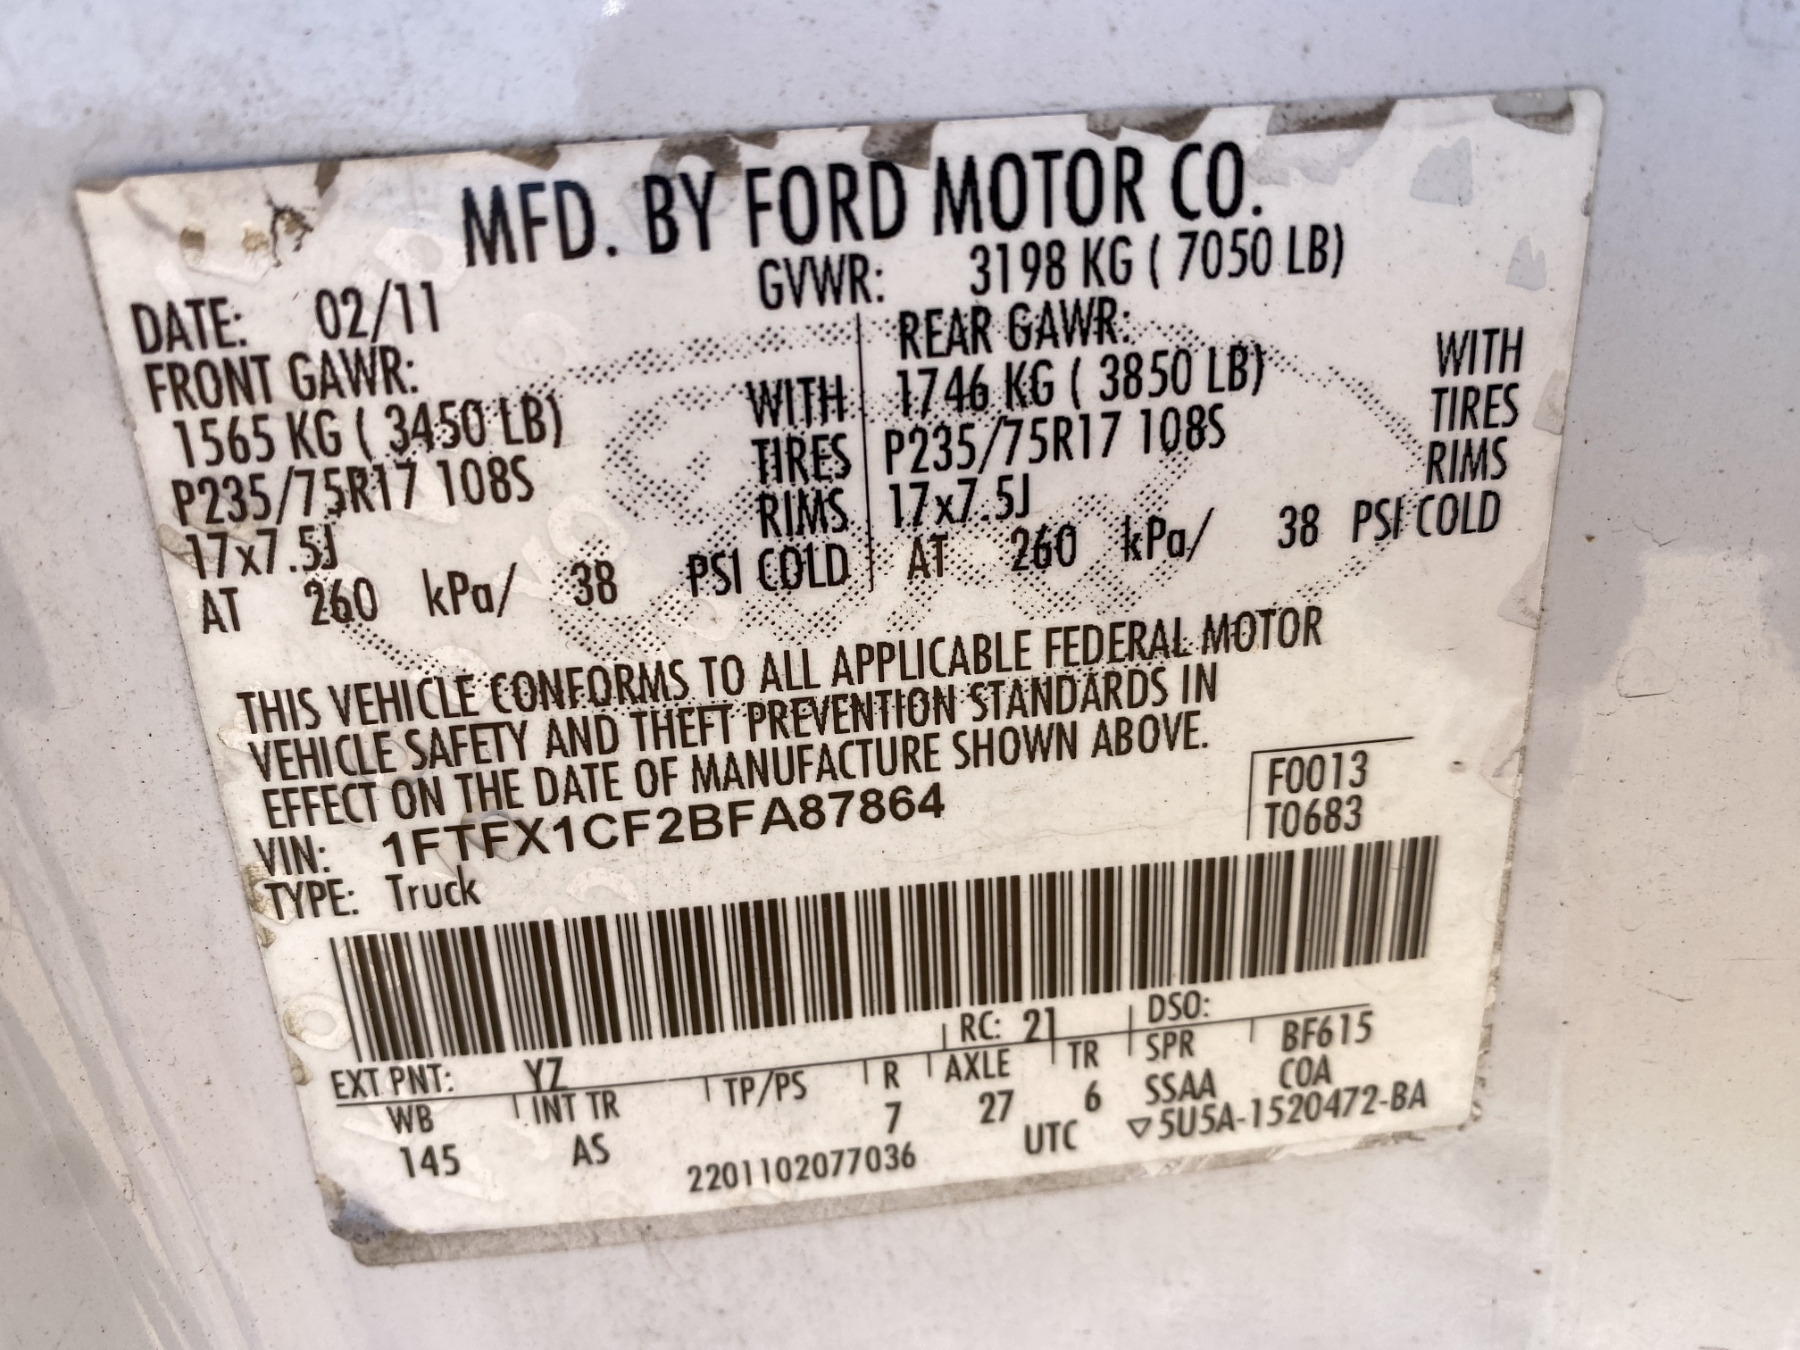 MFD. BY FORD MOTOR CO.
DATE: 02/11 GVWR: 3198 KG ( 7050 LB)
FRONT GAWR: REAR GAWR:
1565 KG ( 3450 LB) WITH 1746 KG ( 3850 LB) WITH
P235/75R17 108S TIRES P235/75R17 108S TIRES
17x7.5J RIMS 17x7.5J RIMS
AT 260 kPa/ 38 PSI COLD AT 260 kPa/ 38 PSI COLD
THIS VEHICLE CONFORMS TO ALL APPLICABLE FEDERAL MOTOR
VEHICLE SAFETY AND THEFT PREVENTION STANDARDS IN
EFFECT ON THE DATE OF MANUFACTURE SHOWN ABOVE.
VIN: 1FTFX1CF2BFA87864 F0013
TYPE: Truck T0683
EXT PNT: YZ RC: 21 DSO:
WB INT TR TP/PS R AXLE TR SPR BF615
145 AS 7 27 6 SSAA COA
2201102077036 UTC ▽5U5A-1520472-BA